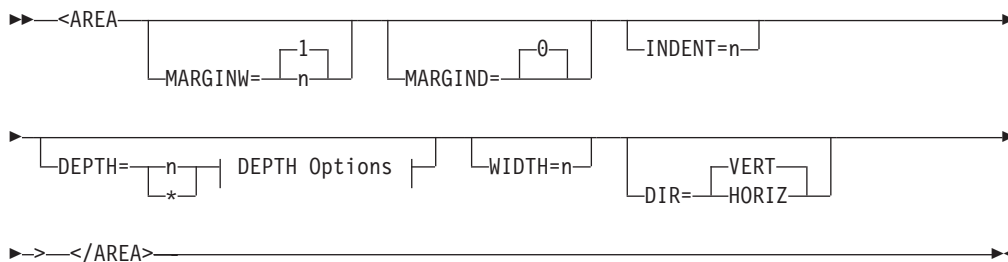 <AREA
MARGINW=
1
n
MARGIND=
0
INDENT=n
DEPTH=
n
*
DEPTH Options
WIDTH=n
DIR=
VERT
HORIZ
>
</AREA>